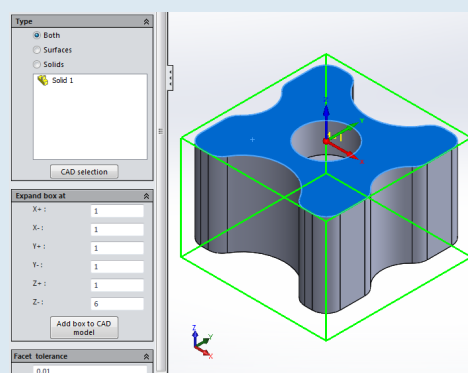 Type
Both
Surfaces
Solids
Solid 1
CAD selection
Expand box at
X+ : 1
X- : 1
Y+ : 1
Y- : 1
Z+ : 1
Z- : 6
Add box to CAD
model
Facet tolerance
0.01
Y
Z
Y
X